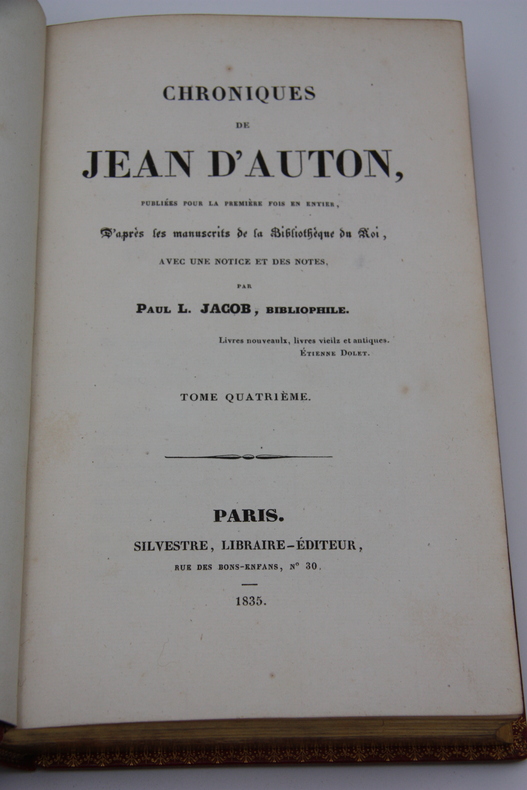 CHRONIQUES
DE
JEAN D'AUTON,
PUBLIÉES POUR LA PREMIÈRE FOIS EN ENTIER,
D'après les manuscrits de la Bibliothèque du Roi,
AVEC UNE NOTICE ET DES NOTES,
PAR
PAUL L. JACOB, BIBLIOPHILE.
Livres nouveaulx, livres vieils et antiques.
ÉTIENNE DOLET.
TOME QUATRIÈME.
PARIS.
SILVESTRE, LIBRAIRE-ÉDITEUR,
RUE DES BONS-ENFANS, N° 30.
1835.